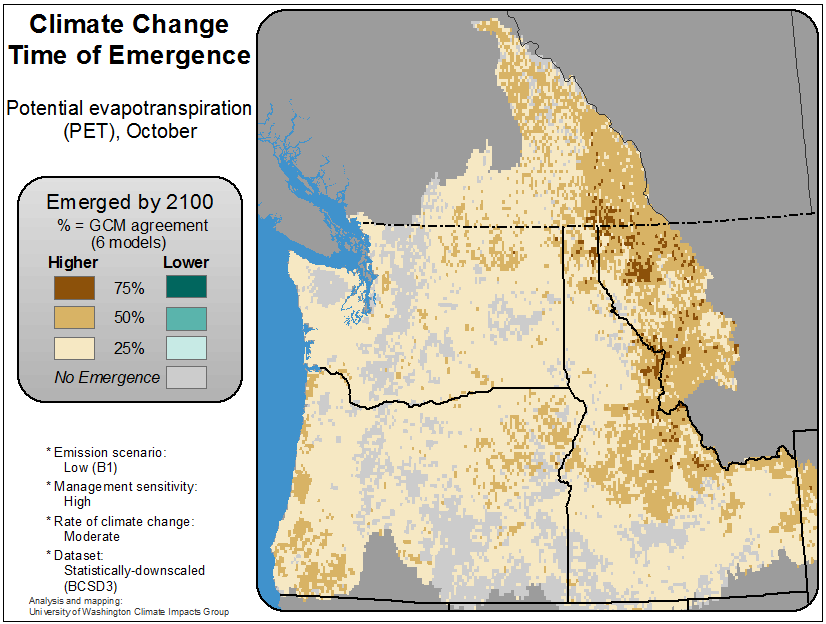 Climate Change
Time of Emergence
Potential evapotranspiration
(PET), October
Emerged by 2100
% = GCM agreement
(6 models)
Higher Lower
75%
50%
25%
No Emergence
* Emission scenario:
Low (B1)
* Management sensitivity:
High
* Rate of climate change:
Moderate
* Dataset:
Statistically-downscaled
(BCSD3)
Analysis and mapping:
University of Washington Climate Impacts Group